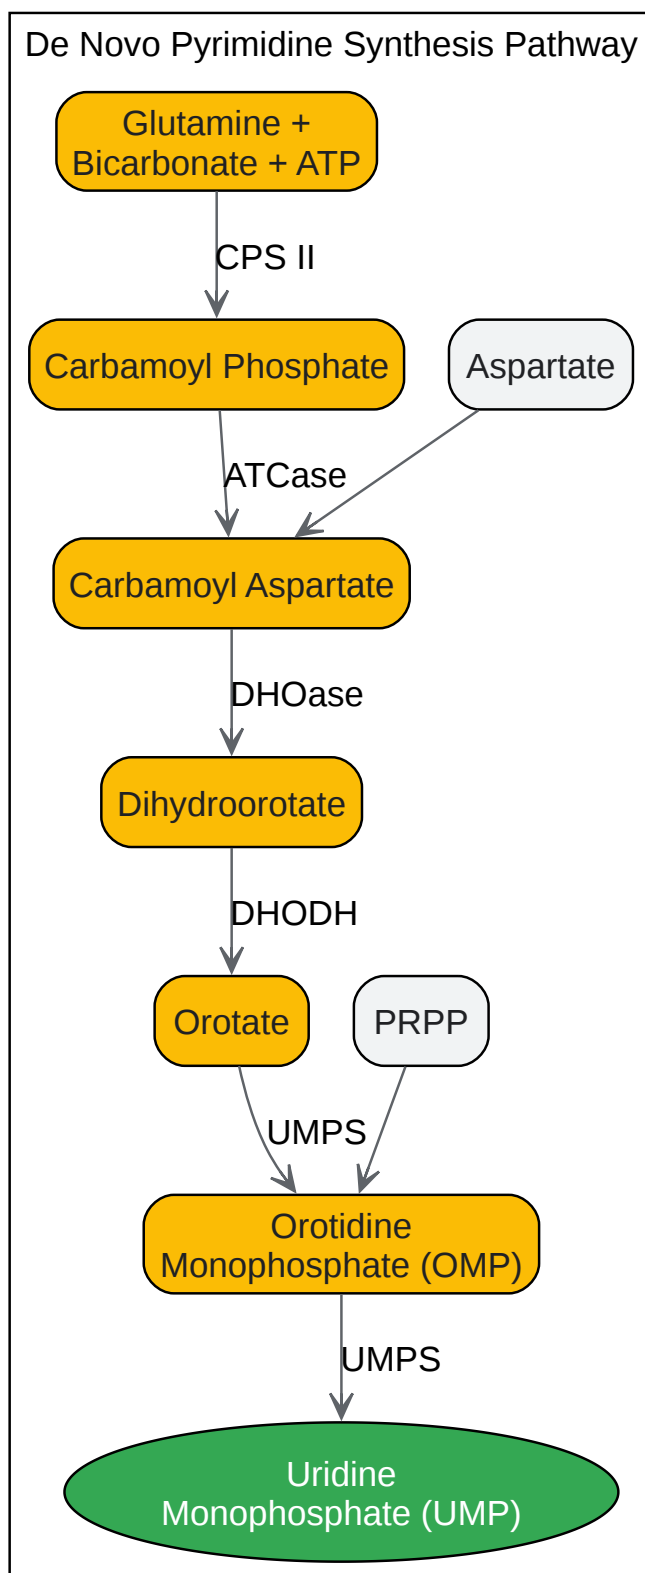 De Novo Pyrimidine Synthesis Pathway
Glutamine +
Bicarbonate + ATP
CPS II
Carbamoyl Phosphate
Aspartate
ATCase
Carbamoyl Aspartate
DHOase
Dihydroorotate
DHODH
Orotate
PRPP
UMPS
Orotidine
Monophosphate (OMP)
UMPS
Uridine
Monophosphate (UMP)